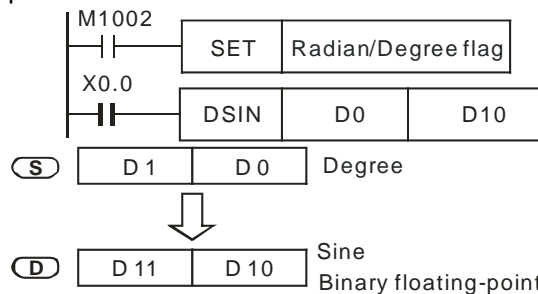 M1002
SET Radian/Degree flag
X0.0
DSIN D0 D10
S D 1 D 0 Degree
D D 11 D 10 Sine
Binary floating-point